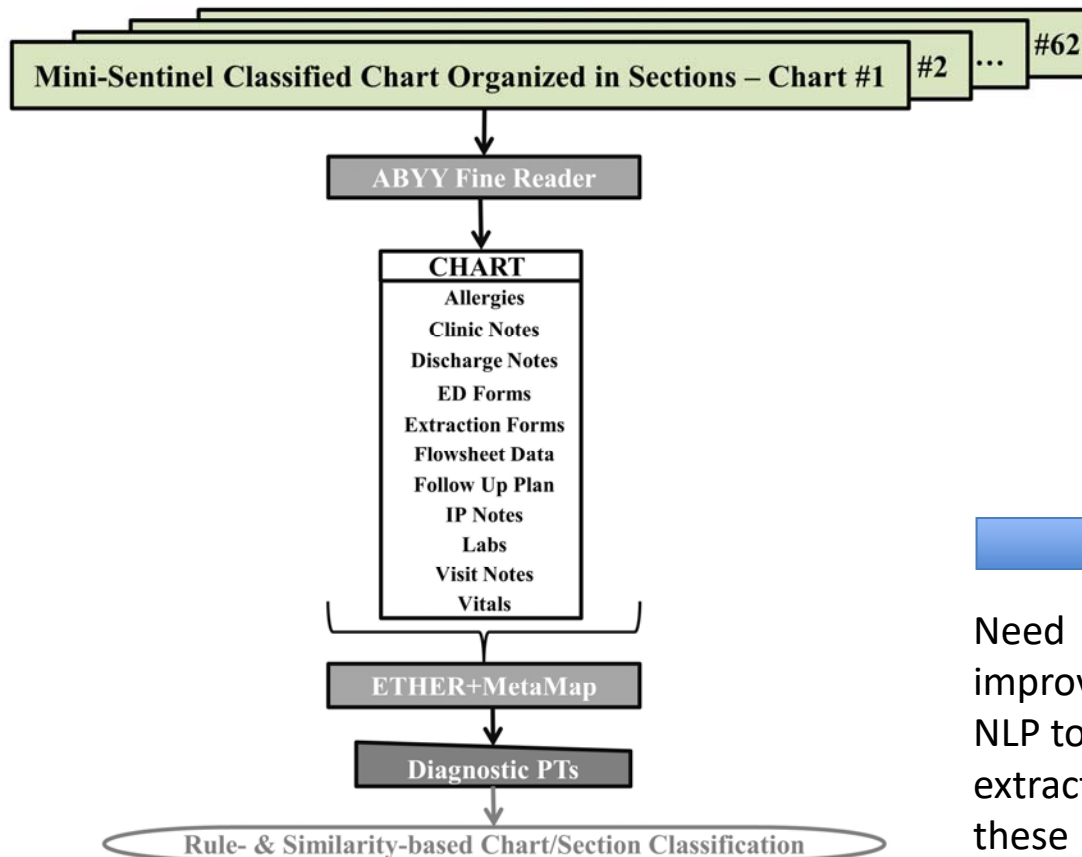 Mini-Sentinel Classified Chart Organized in Sections – Chart #1
#2
...
#62
ABYY Fine Reader
CHART
Allergies
Clinic Notes
Discharge Notes
ED Forms
Extraction Forms
Flowsheet Data
Follow Up Plan
IP Notes
Labs
Visit Notes
Vitals
ETHER+MetaMap
Diagnostic PTs
Rule- & Similarity-based Chart/Section Classification
Need
improv
NLP to
extract
these